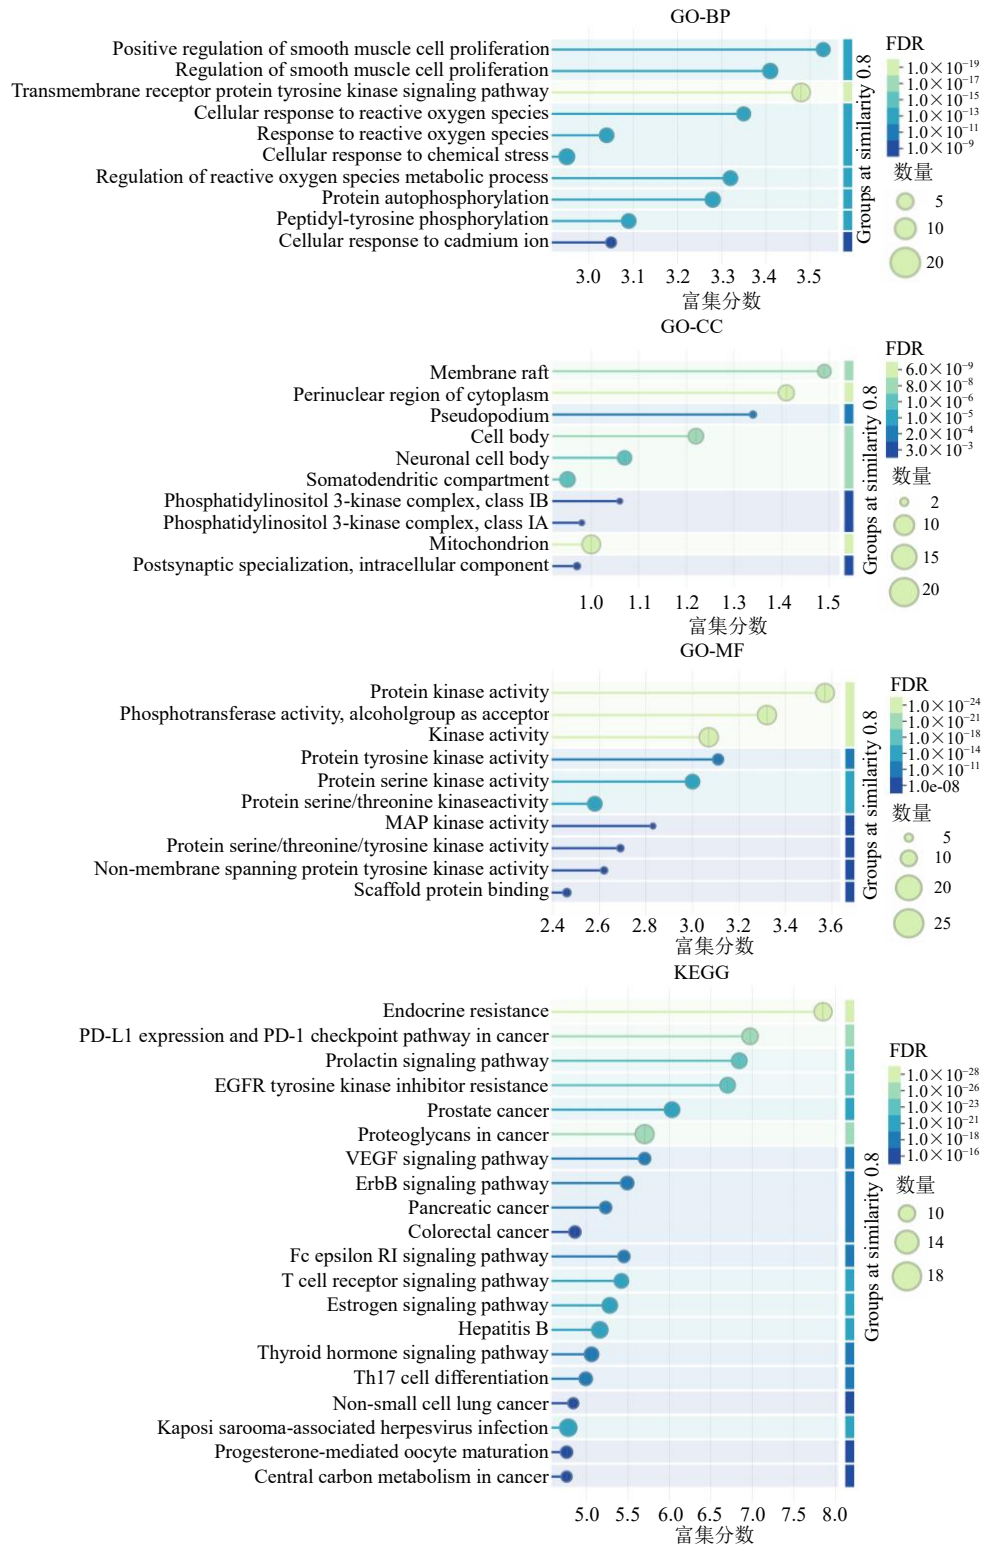 GO-BP
Positive regulation of smooth muscle cell proliferation
Regulation of smooth muscle cell proliferation
Transmembrane receptor protein tyrosine kinase signaling pathway
Cellular response to reactive oxygen species
Response to reactive oxygen species
Cellular response to chemical stress
Regulation of reactive oxygen species metabolic process
Protein autophosphorylation
Peptidyl-tyrosine phosphorylation
Cellular response to cadmium ion
3.0 3.1 3.2 3.3 3.4 3.5
富集分数
Groups at similarity 0.8
FDR
1.0×10⁻¹⁹
1.0×10⁻¹⁷
1.0×10⁻¹⁵
1.0×10⁻¹³
1.0×10⁻¹¹
1.0×10⁻⁹
数量
5
10
20
GO-CC
Membrane raft
Perinuclear region of cytoplasm
Pseudopodium
Cell body
Neuronal cell body
Somatodendritic compartment
Phosphatidylinositol 3-kinase complex, class IB
Phosphatidylinositol 3-kinase complex, class IA
Mitochondrion
Postsynaptic specialization, intracellular component
1.0 1.1 1.2 1.3 1.4 1.5
富集分数
Groups at similarity 0.8
FDR
6.0×10⁻⁹
8.0×10⁻⁸
1.0×10⁻⁶
1.0×10⁻⁵
2.0×10⁻⁴
3.0×10⁻³
数量
2
10
15
20
GO-MF
Protein kinase activity
Phosphotransferase activity, alcoholgroup as acceptor
Kinase activity
Protein tyrosine kinase activity
Protein serine kinase activity
Protein serine/threonine kinaseactivity
MAP kinase activity
Protein serine/threonine/tyrosine kinase activity
Non-membrane spanning protein tyrosine kinase activity
Scaffold protein binding
2.4 2.6 2.8 3.0 3.2 3.4 3.6
富集分数
Groups at similarity 0.8
FDR
1.0×10⁻²⁴
1.0×10⁻²¹
1.0×10⁻¹⁸
1.0×10⁻¹⁴
1.0×10⁻¹¹
1.0e-08
数量
5
10
20
25
KEGG
Endocrine resistance
PD-L1 expression and PD-1 checkpoint pathway in cancer
Prolactin signaling pathway
EGFR tyrosine kinase inhibitor resistance
Prostate cancer
Proteoglycans in cancer
VEGF signaling pathway
ErbB signaling pathway
Pancreatic cancer
Colorectal cancer
Fc epsilon RI signaling pathway
T cell receptor signaling pathway
Estrogen signaling pathway
Hepatitis B
Thyroid hormone signaling pathway
Th17 cell differentiation
Non-small cell lung cancer
Kaposi sarooma-associated herpesvirus infection
Progesterone-mediated oocyte maturation
Central carbon metabolism in cancer
5.0 5.5 6.0 6.5 7.0 7.5 8.0
富集分数
Groups at similarity 0.8
FDR
1.0×10⁻²⁸
1.0×10⁻²⁶
1.0×10⁻²³
1.0×10⁻²¹
1.0×10⁻¹⁸
1.0×10⁻¹⁶
数量
10
14
18